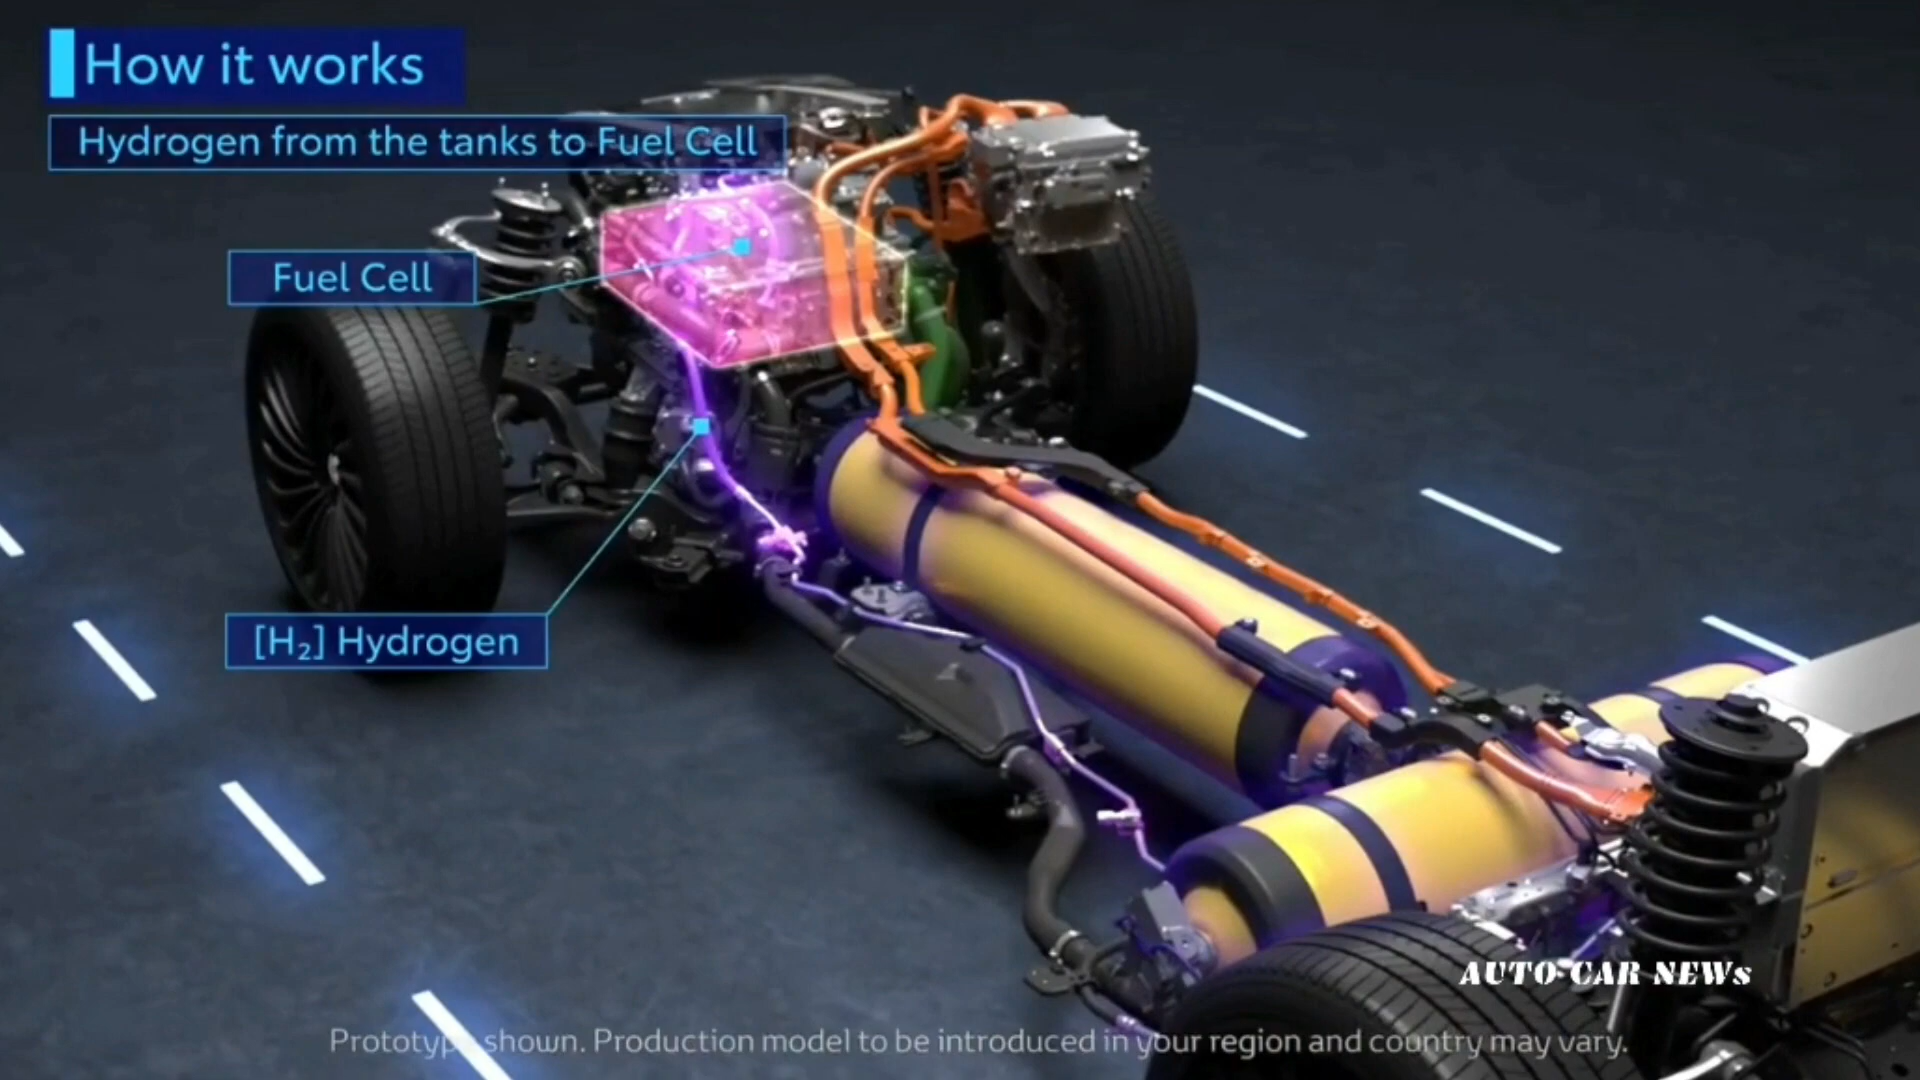 How it works
Hydrogen from the tanks to Fuel Cell
Fuel Cell
[H₂] Hydrogen
AUTO-CAR NEWs
Prototype shown. Production model to be introduced in your region and country may vary.